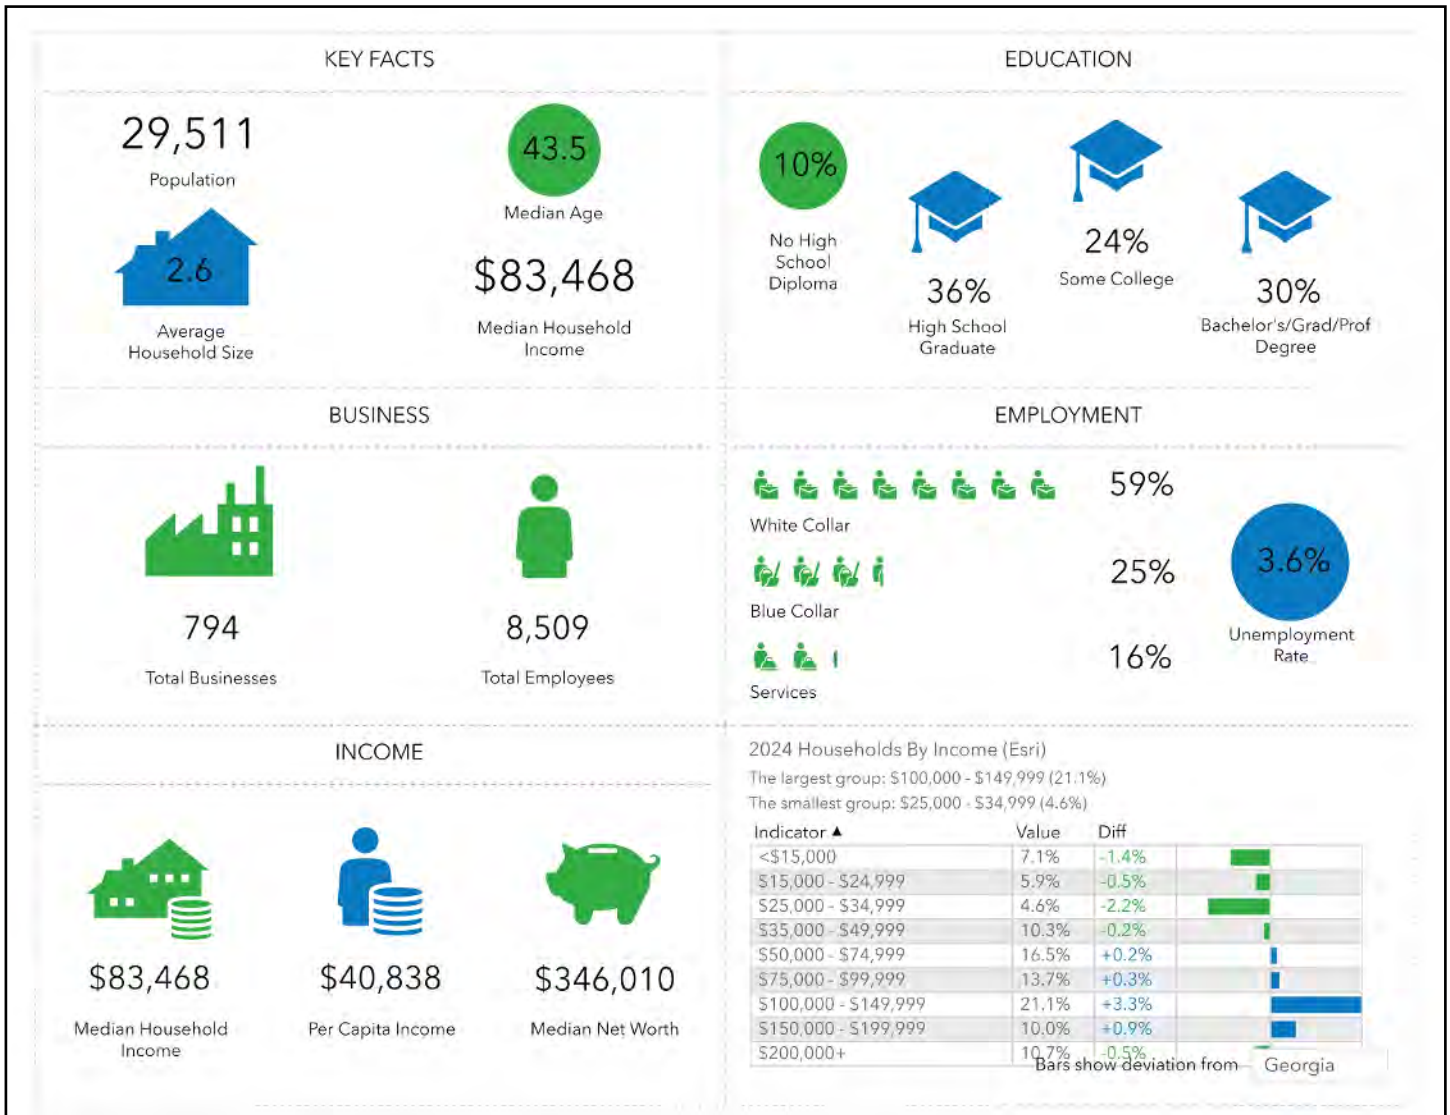 KEY FACTS
29,511
Population
43.5
Median Age
2.6
Average
Household Size
$83,468
Median Household
Income
EDUCATION
10%
No High
School
Diploma
36%
High School
Graduate
24%
Some College
30%
Bachelor's/Grad/Prof
Degree
BUSINESS
794
Total Businesses
8,509
Total Employees
EMPLOYMENT
59%
White Collar
25%
Blue Collar
16%
Services
3.6%
Unemployment
Rate
INCOME
$83,468
Median Household
Income
$40,838
Per Capita Income
$346,010
Median Net Worth
2024 Households By Income (Esri)
The largest group: $100,000 - $149,999 (21.1%)
The smallest group: $25,000 - $34,999 (4.6%)
Indicator ▲ Value Diff
<$15,000 7.1% -1.4%
$15,000 - $24,999 5.9% -0.5%
$25,000 - $34,999 4.6% -2.2%
$35,000 - $49,999 10.3% -0.2%
$50,000 - $74,999 16.5% +0.2%
$75,000 - $99,999 13.7% +0.3%
$100,000 - $149,999 21.1% +3.3%
$150,000 - $199,999 10.0% +0.9%
$200,000+ 10.7% -0.5%
Bars show deviation from Georgia